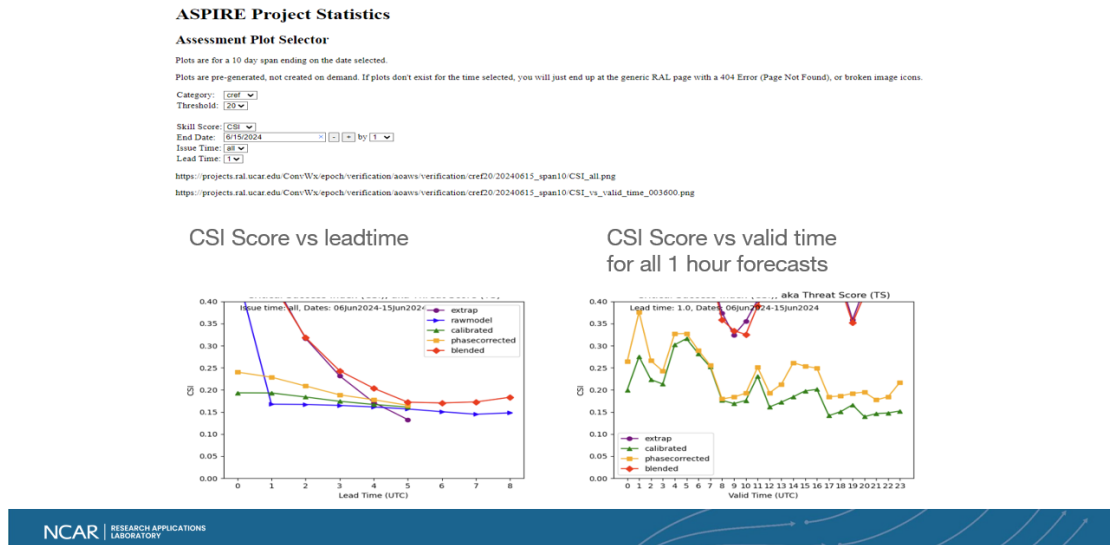 ASPIRE Project Statistics
Assessment Plot Selector
Plots are for a 10 day span ending on the date selected.
Plots are pre-generated, not created on demand. If plots don't exist for the time selected, you will just end up at the generic RAL page with a 404 Error (Page Not Found), or broken image icons.
Category: cref
Threshold: 20
Skill Score: CSI
End Date: 6/15/2024 × - + by 1
Issue Time: all
Lead Time: 1
https://projects.ral.ucar.edu/ConvWx/epoch/verification/aoaws/verification/cref20/20240615_span10/CSI_all.png
https://projects.ral.ucar.edu/ConvWx/epoch/verification/aoaws/verification/cref20/20240615_span10/CSI_vs_valid_time_003600.png
CSI Score vs leadtime
CSI Score vs valid time
for all 1 hour forecasts
Issue time: all, Dates: 06Jun2024-15Jun202
extrap
rawmodel
calibrated
phasecorrected
blended
0.40
0.35
0.30
0.25
0.20
0.15
0.10
0.05
0.00
CSI
0 1 2 3 4 5 6 7 8
Lead Time (UTC)
aka Threat Score (TS)
Lead time: 1.0, Dates: 06Jun2024-15Jun2024
0.40
0.35
0.30
0.25
0.20
0.15
0.10
0.05
0.00
CSI
extrap
calibrated
phasecorrected
blended
0 1 2 3 4 5 6 7 8 9 10 11 12 13 14 15 16 17 18 19 20 21 22 23
Valid Time (UTC)
NCAR
RESEARCH APPLICATIONS
LABORATORY